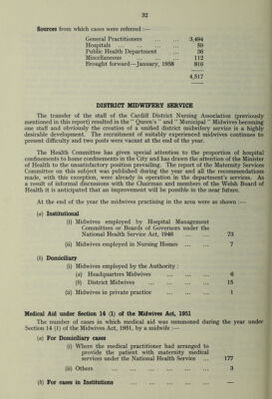 32
Sources from which cases were referred :—
General Practitioners ... ... 3,494
Hospitals ... ... ... ... 59
Public Health Department ... 36
Miscellaneous ... ... ... 112
Brought forward—January, 1958 816
4,517
DISTRICT MIDWIFERY SERVICE
The transfer of the staff of the Cardiff District Nursing Association (previously
mentioned in this report) resulted in the " Queen's " and " Municipal " Midwives becoming
one staff and obviously the creation of a unified district midwifery service is a highly
desirable development. The recruitment of suitably experienced midwives continues to
present difficulty and two posts were vacant at the end of the year.
The Health Committee has given special attention to the proportion of hospital
confinements to home confinements in the City and has drawn the attention of the Minister
of Health to the unsatisfactory position prevailing. The report of the Maternity Services
Committee on this subject was published during the year and all the recommendations
made, with this exception, were already in operation in the department's services. As
a result of informal discussions with the Chairman and members of the Welsh Board of
Health it is anticipated that an improvement will be possible in the near future.
At the end of the year the midwives practising in the area were as shown :—
(a) Institutional
(i) Midwives employed by Hospital Management
Committees or Boards of Governors under the
National Health Service Act, 1946 ... ... 73
(ii) Midwives employed in Nursing Homes ... ... 7
(b) Domiciliary
(i) Midwives employed by the Authority :
(a) Headquarters Midwives ... ... ... 6
(b) District Midwives ... ... ... ... 15
(ii) Midwives in private practice ... ... ... 1
Medical Aid under Section 14 (1) of the Midwives Act, 1951
The number of cases in which medical aid was summoned during the year under
Section 14 (1) of the Midwives Act, 1951, by a midwife :—
(a) For Domiciliary cases
(i) Where the medical practitioner had arranged to
provide the patient with maternity medical
services under the National Health Service ... 177
(ii) Others ... ... ... ... ... ... 3
(b) For cases in Institutions ... ... ... ... ... —